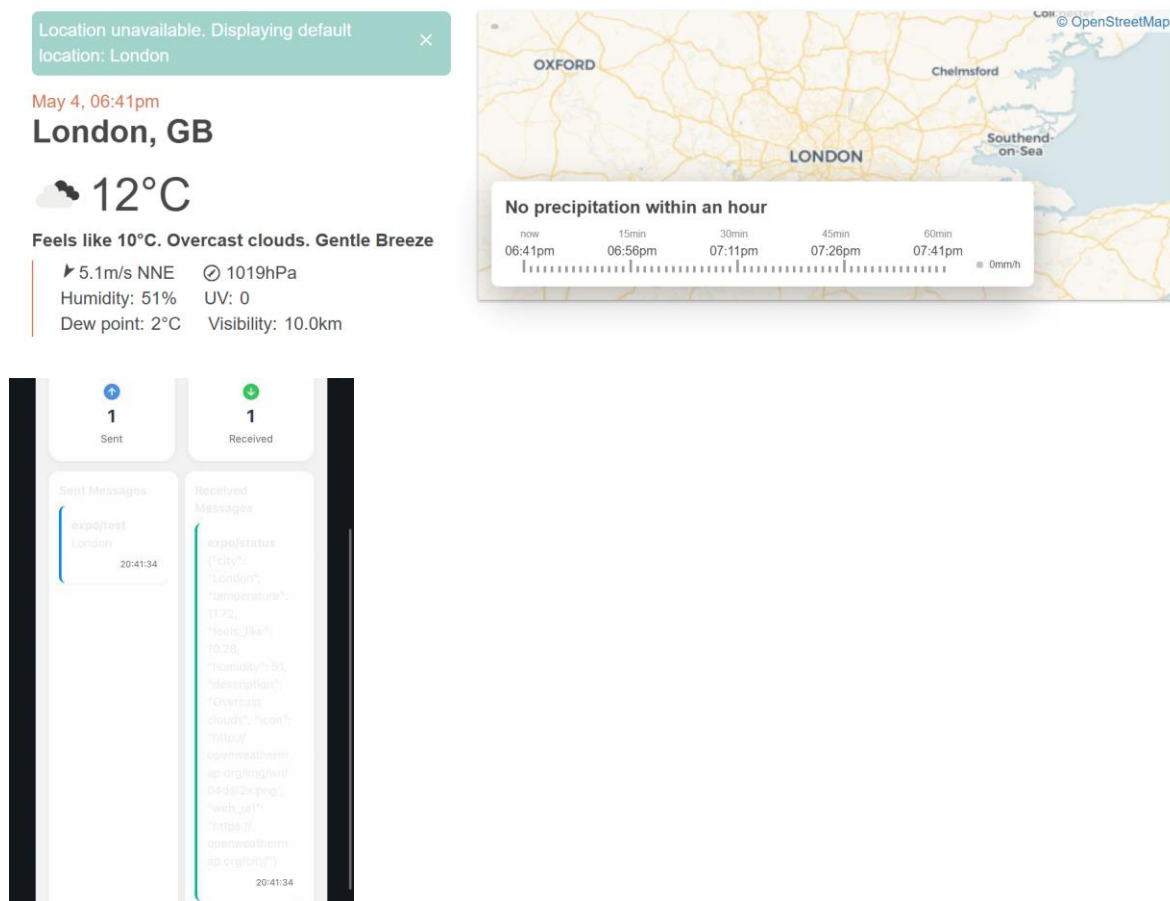 Location unavailable. Displaying default
location: London
May 4, 06:41pm
London, GB
12°C
Feels like 10°C. Overcast clouds. Gentle Breeze
5.1m/s NNE 1019hPa
Humidity: 51% UV: 0
Dew point: 2°C Visibility: 10.0km
© OpenStreetMap
OXFORD
Chelmsford
Southend-
on-Sea
LONDON
No precipitation within an hour
now 15min 30min 45min 60min
06:41pm 06:56pm 07:11pm 07:26pm 07:41pm
0mm/h
1
Sent
1
Received
Sent Messages
expo/test
London
20:41:34
Received
Messages
expo/status
{"city":
"London",
"temperature":
11.72,
"feels_like":
10.28,
"humidity": 51,
"description":
"Overcast
clouds", "icon":
"http://
openweatherm
ap.org/img/wn/
04d@2x.png",
"web_url":
"https://
openweatherm
ap.org/city/"}
20:41:34